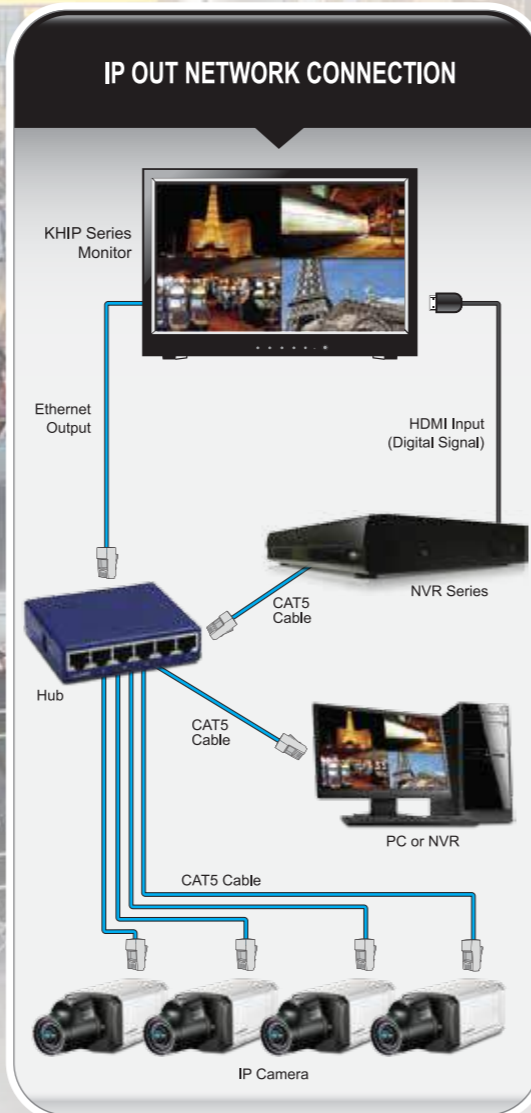 IP OUT NETWORK CONNECTION
KHIP Series
Monitor
Ethernet
Output
HDMI Input
(Digital Signal)
NVR Series
CAT5
Cable
Hub
CAT5
Cable
PC or NVR
CAT5 Cable
IP Camera